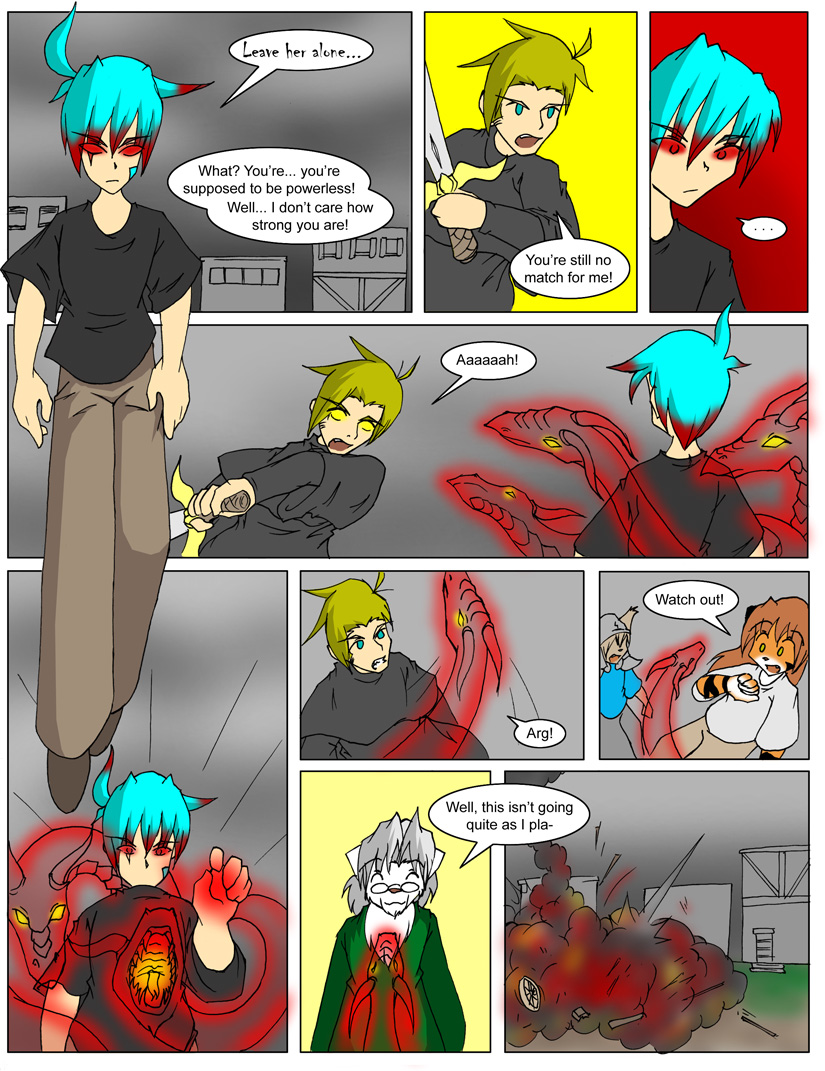 Leave her alone...
What? You're... you're
supposed to be powerless!
Well... I don't care how
strong you are!
You're still no
match for me!
. . .
Aaaaaah!
Arg!
Watch out!
Well, this isn't going
quite as I pla-